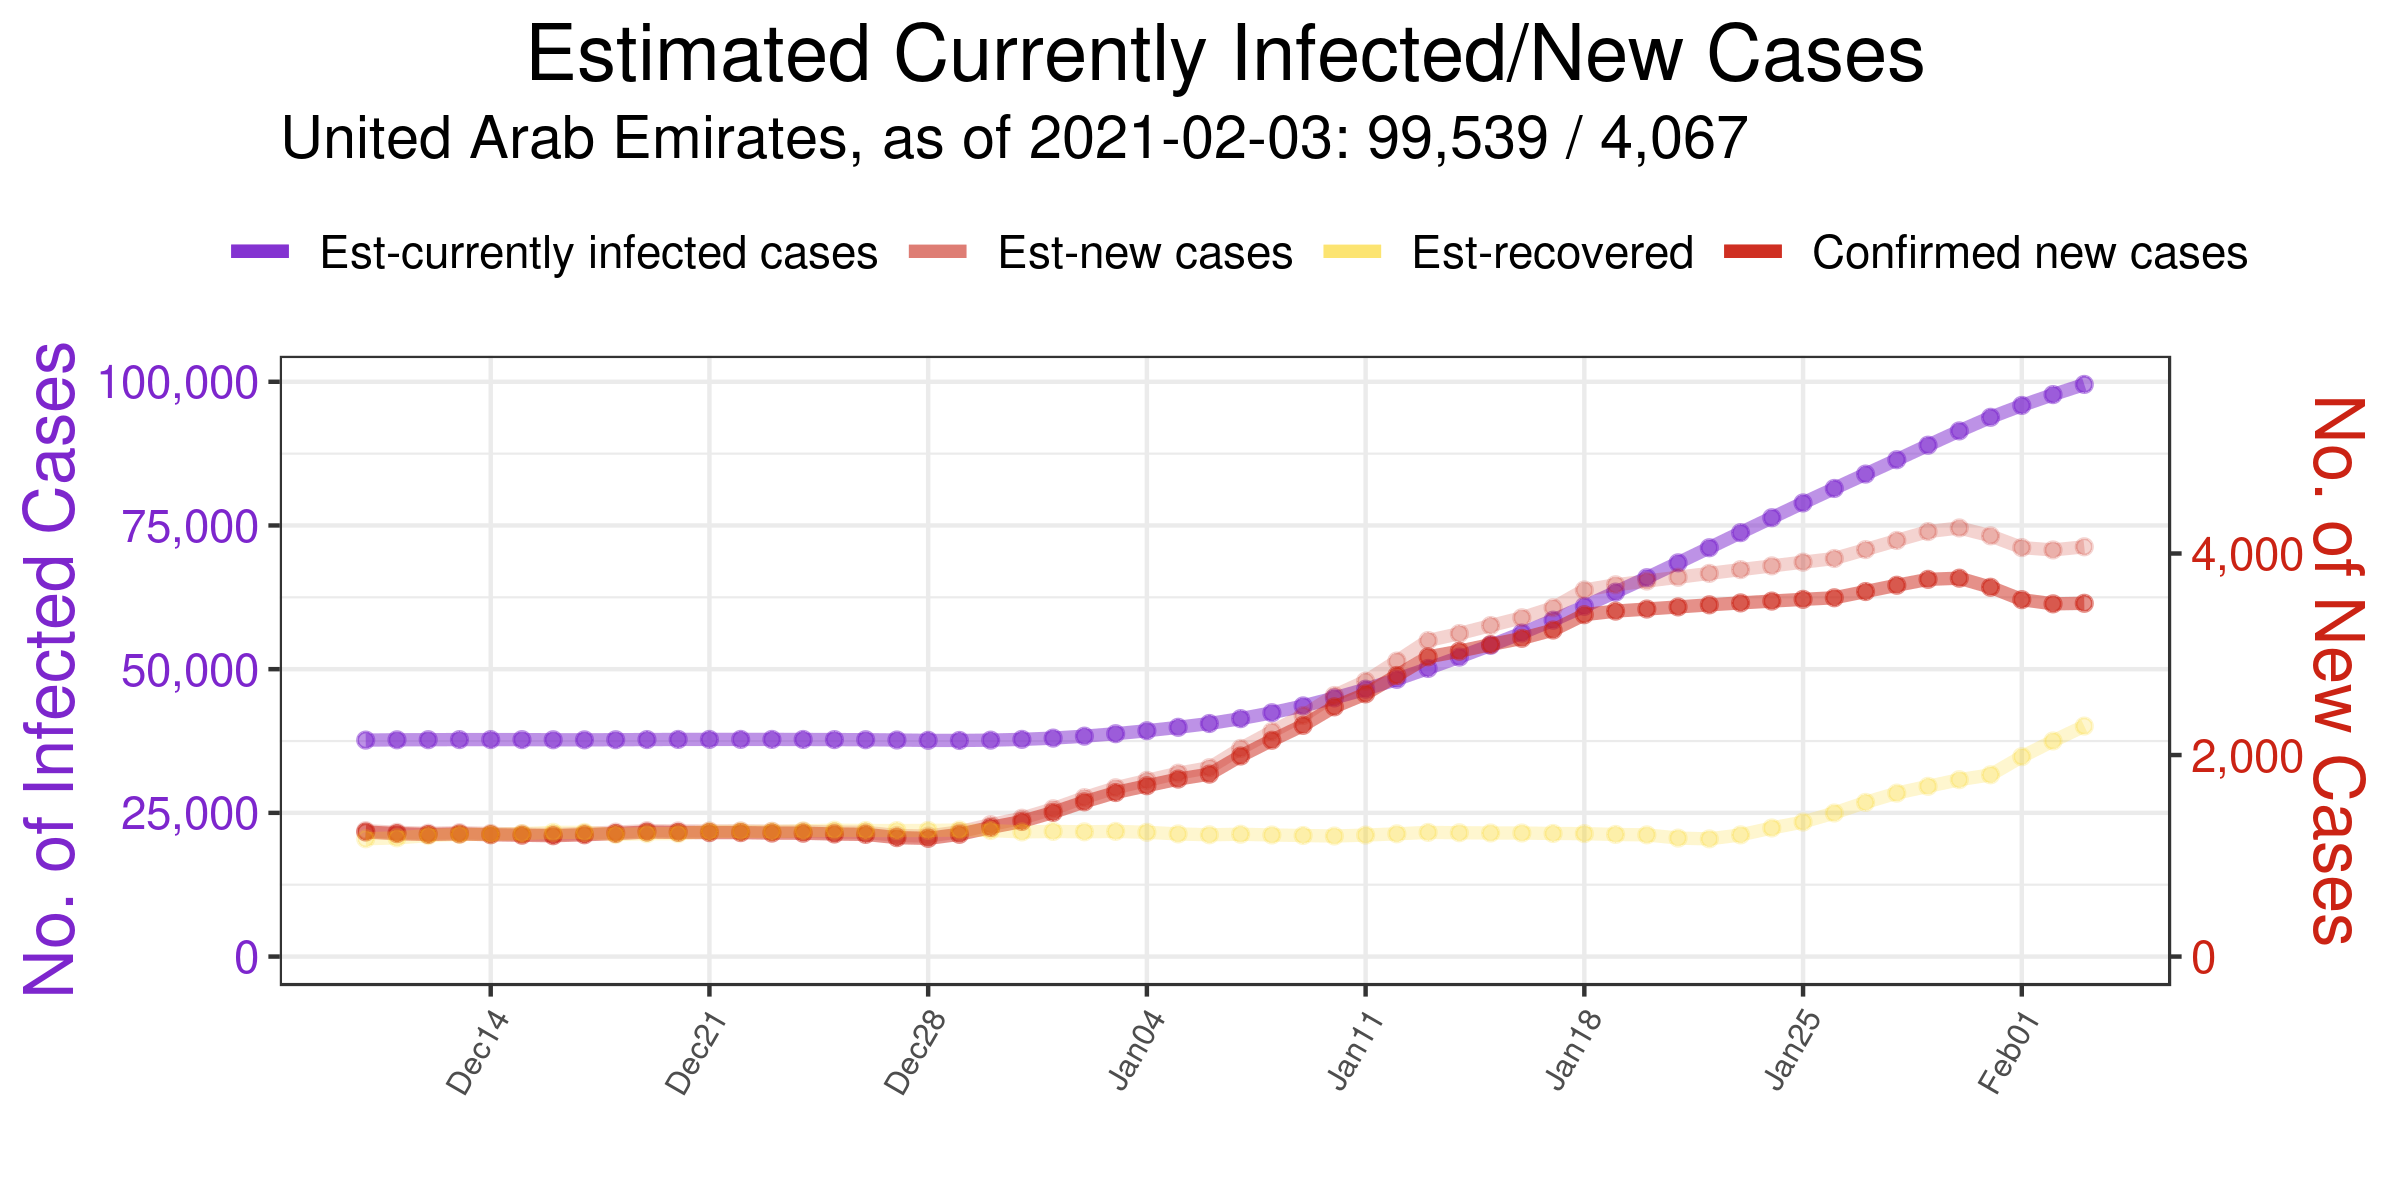 Estimated Currently Infected/New Cases
United Arab Emirates, as of 2021-02-03: 99,539 / 4,067
Est-currently infected cases Est-new cases Est-recovered Confirmed new cases
No. of Infected Cases
100,000
75,000
50,000
25,000
0
No. of New Cases
4,000
2,000
0
Dec14 Dec21 Dec28 Jan04 Jan11 Jan18 Jan25 Feb01